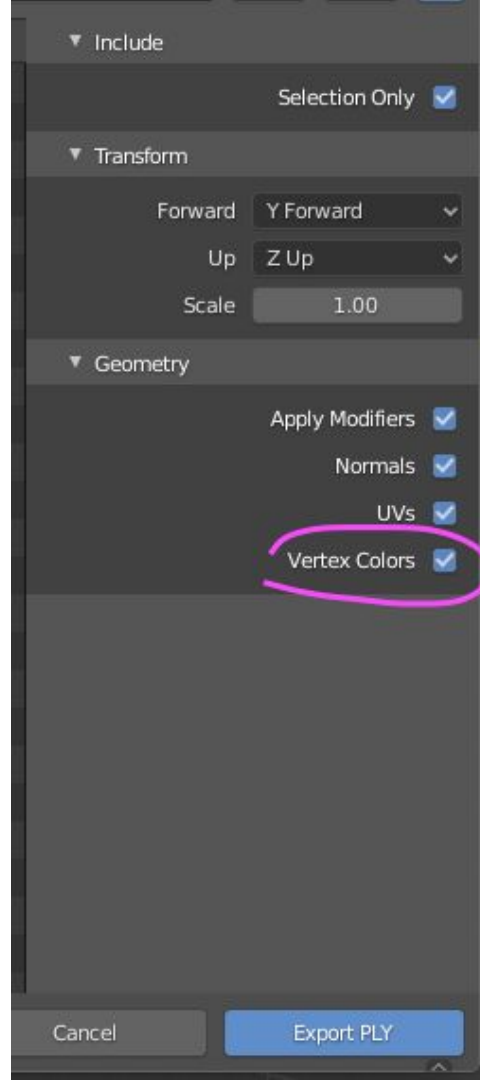 Include
Selection Only
Transform
Forward Y Forward
Up Z Up
Scale 1.00
Geometry
Apply Modifiers
Normals
UVs
Vertex Colors
Cancel Export PLY